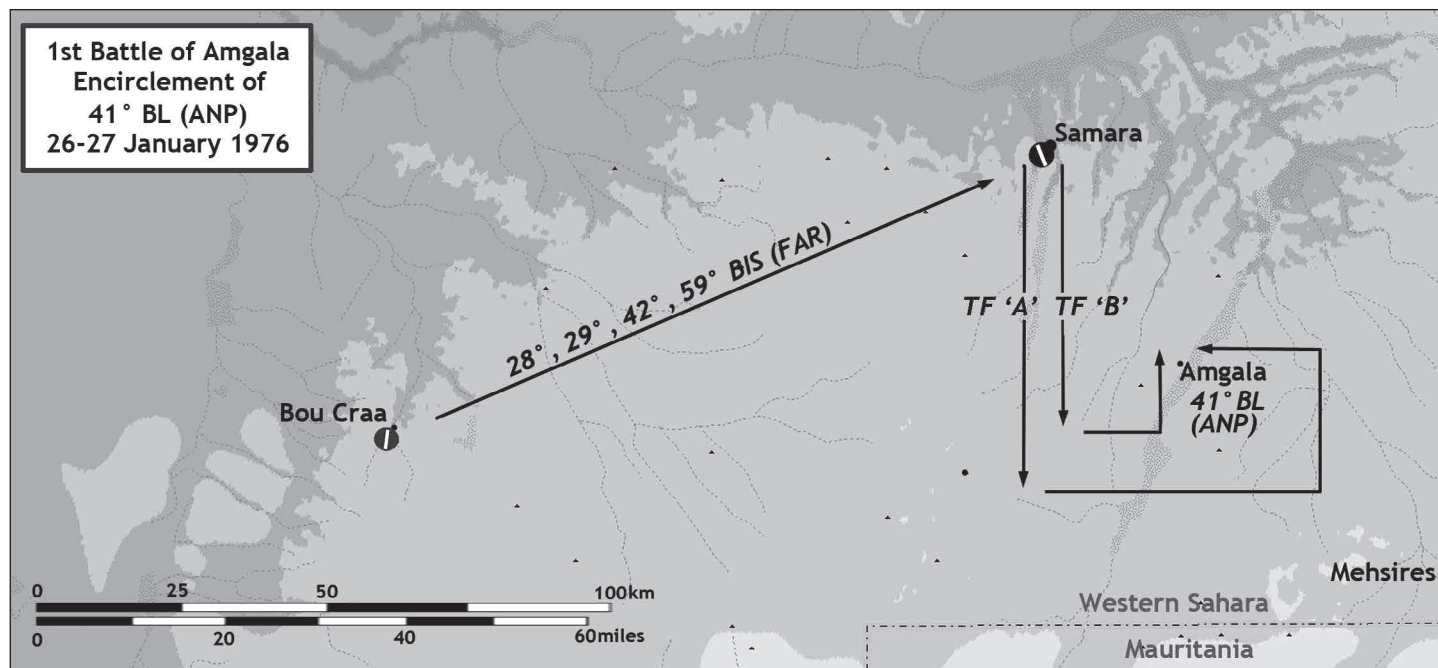 1st Battle of Amgala
Encirclement of
41° BL (ANP)
26-27 January 1976
Samara
28°, 29°, 42°, 59° BIS (FAR)
TF ‘A’
TF ‘B’
Amgala
41° BL
(ANP)
Bou Craa
Mehsires
Western Sahara
Mauritania
0 25 50 100km
0 20 40 60miles